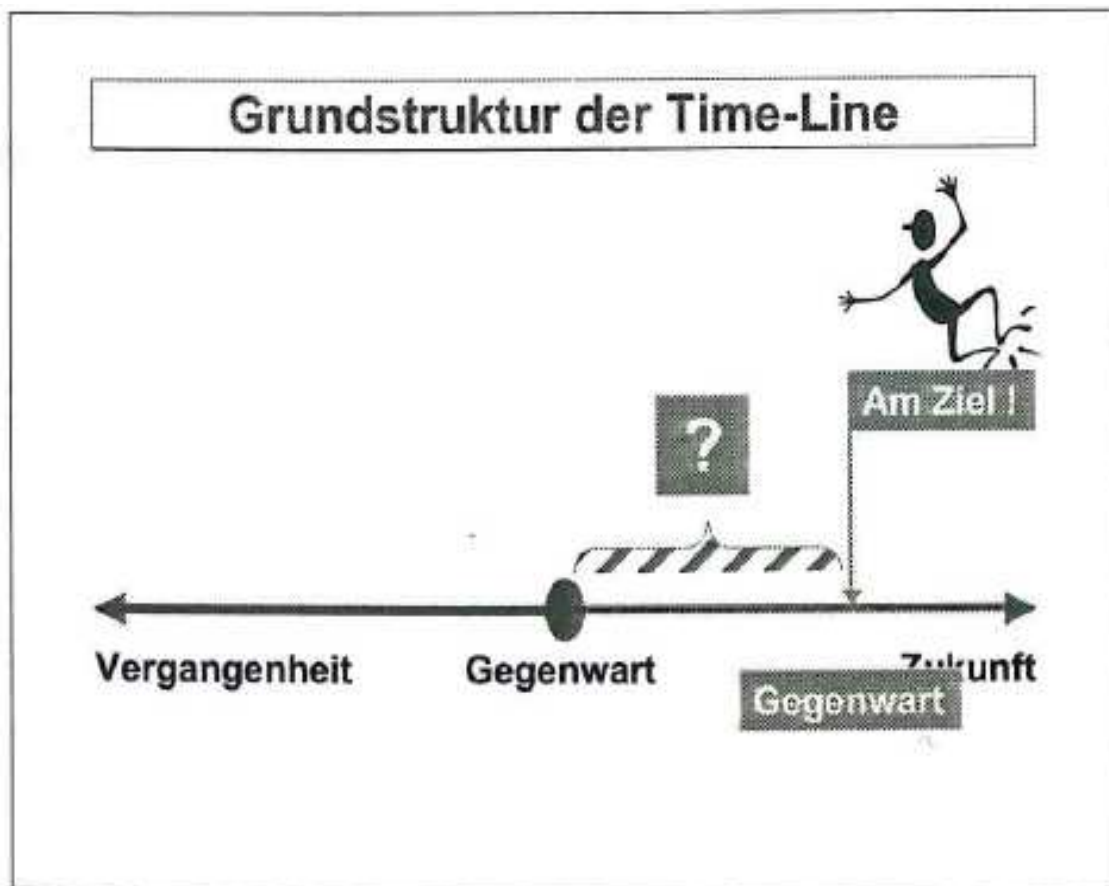 Grundstruktur der Time-Line
Am Ziel !
?
Vergangenheit
Gegenwart
Zukunft
Gegenwart